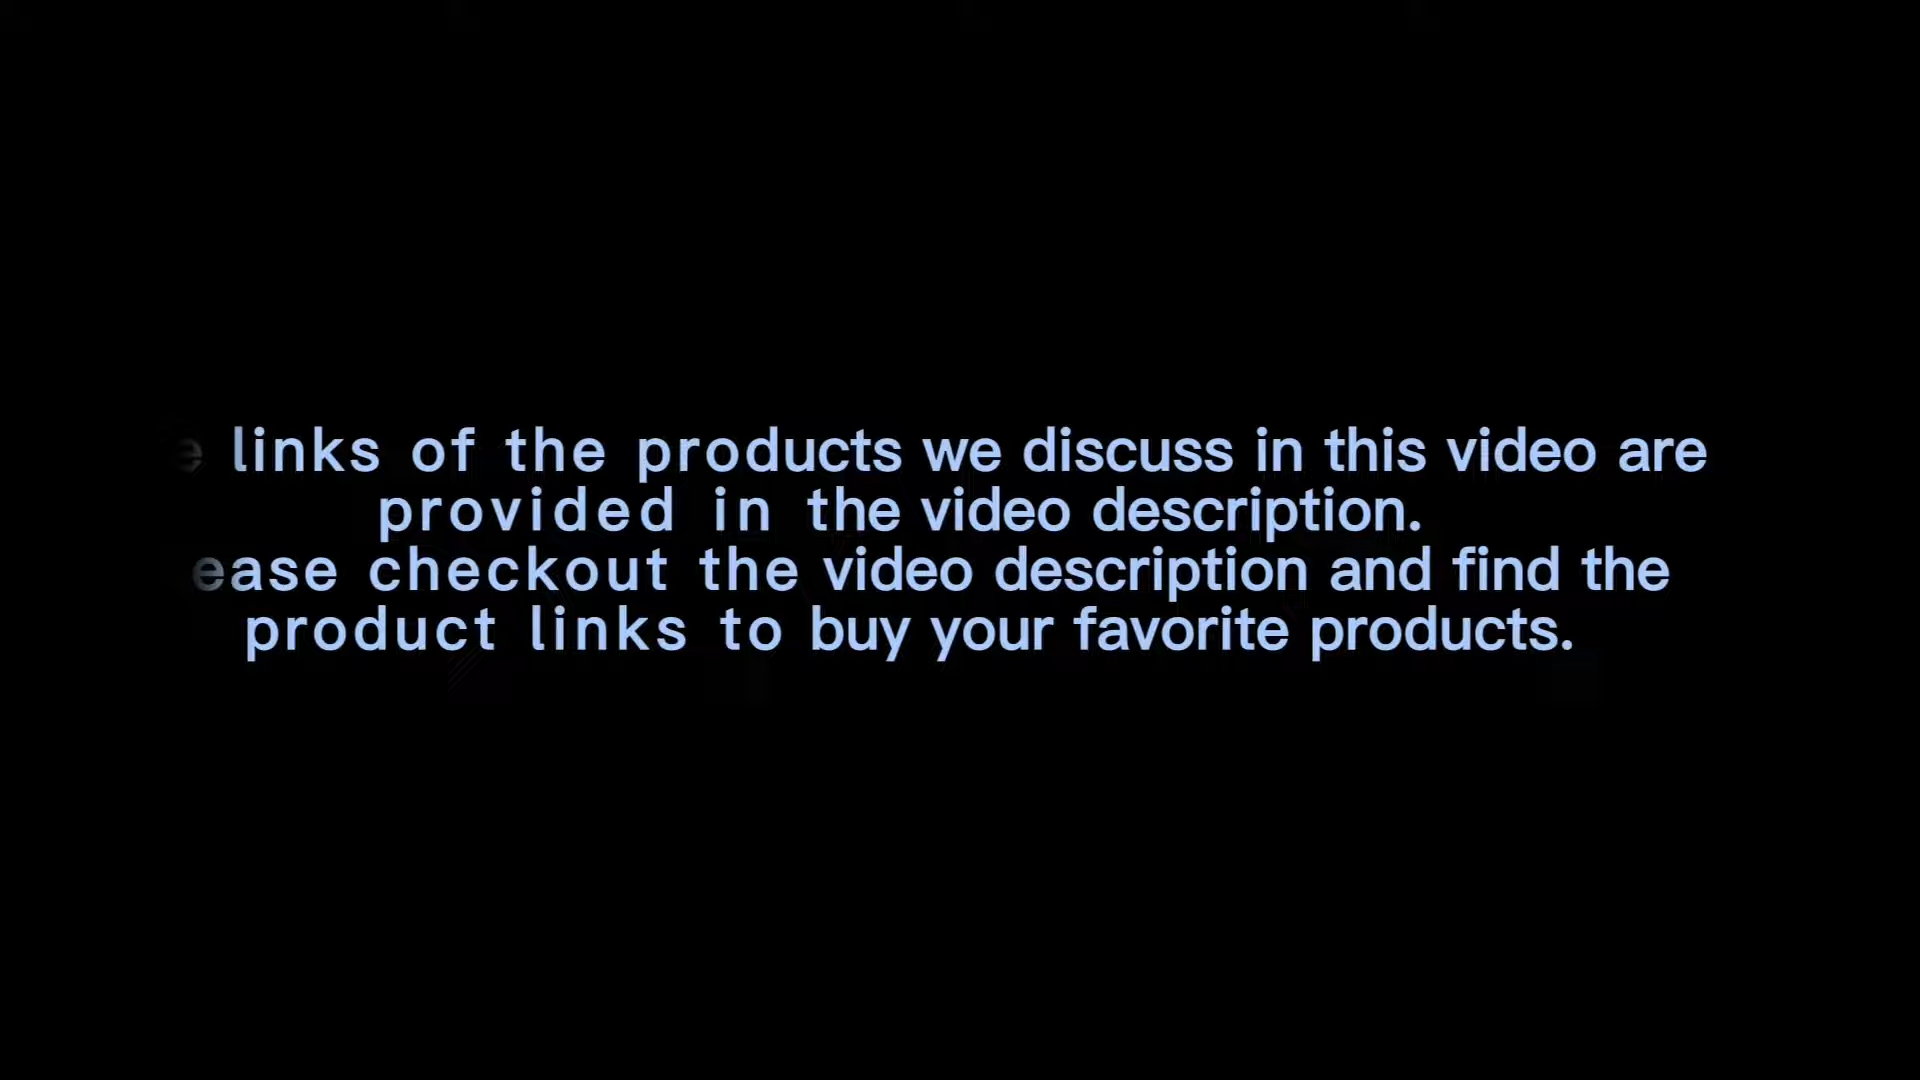 e links of the products we discuss in this video are
provided in the video description.
ease checkout the video description and find the
product links to buy your favorite products.